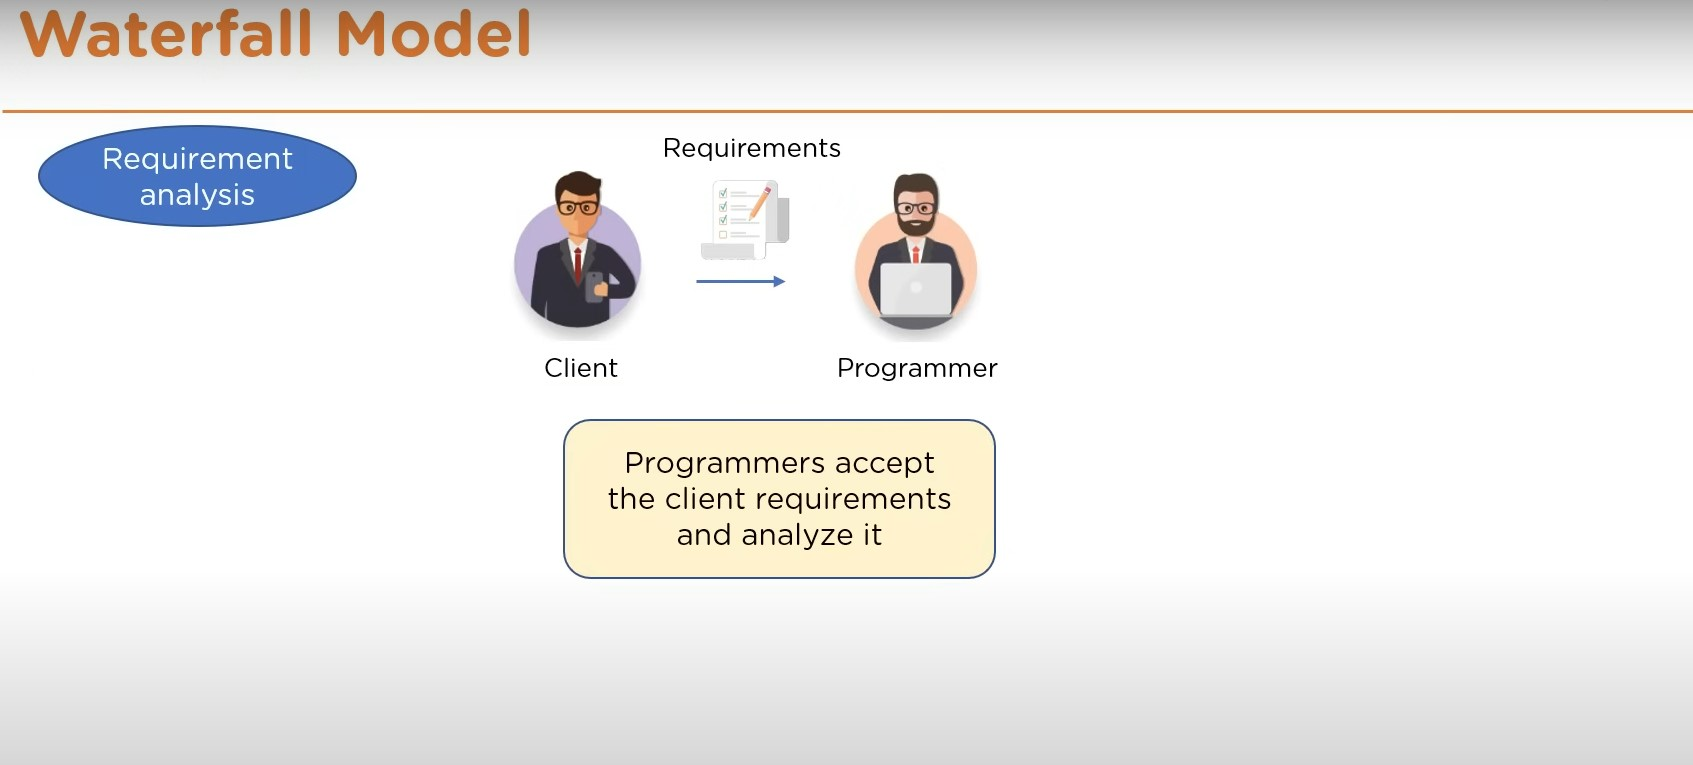 Waterfall Model
Requirement
analysis
Requirements
Client
Programmer
Programmers accept
the client requirements
and analyze it